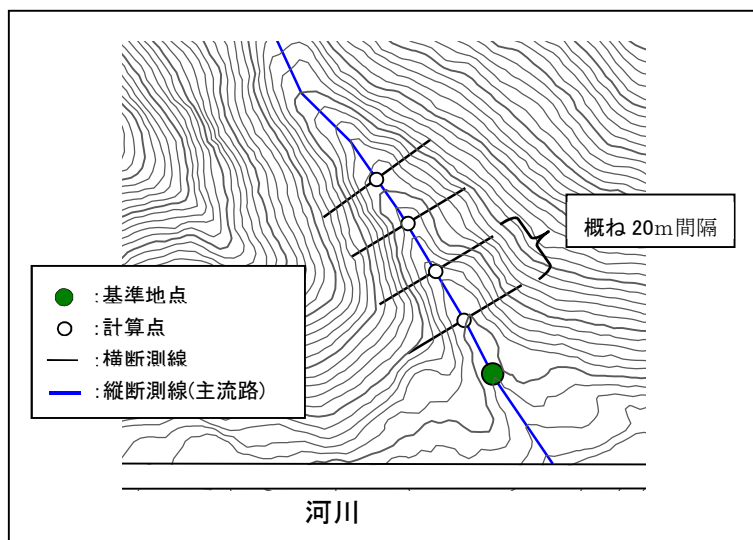 概ね 20m間隔
:基準地点
:計算点
:横断測線
:縦断測線(主流路)
河川